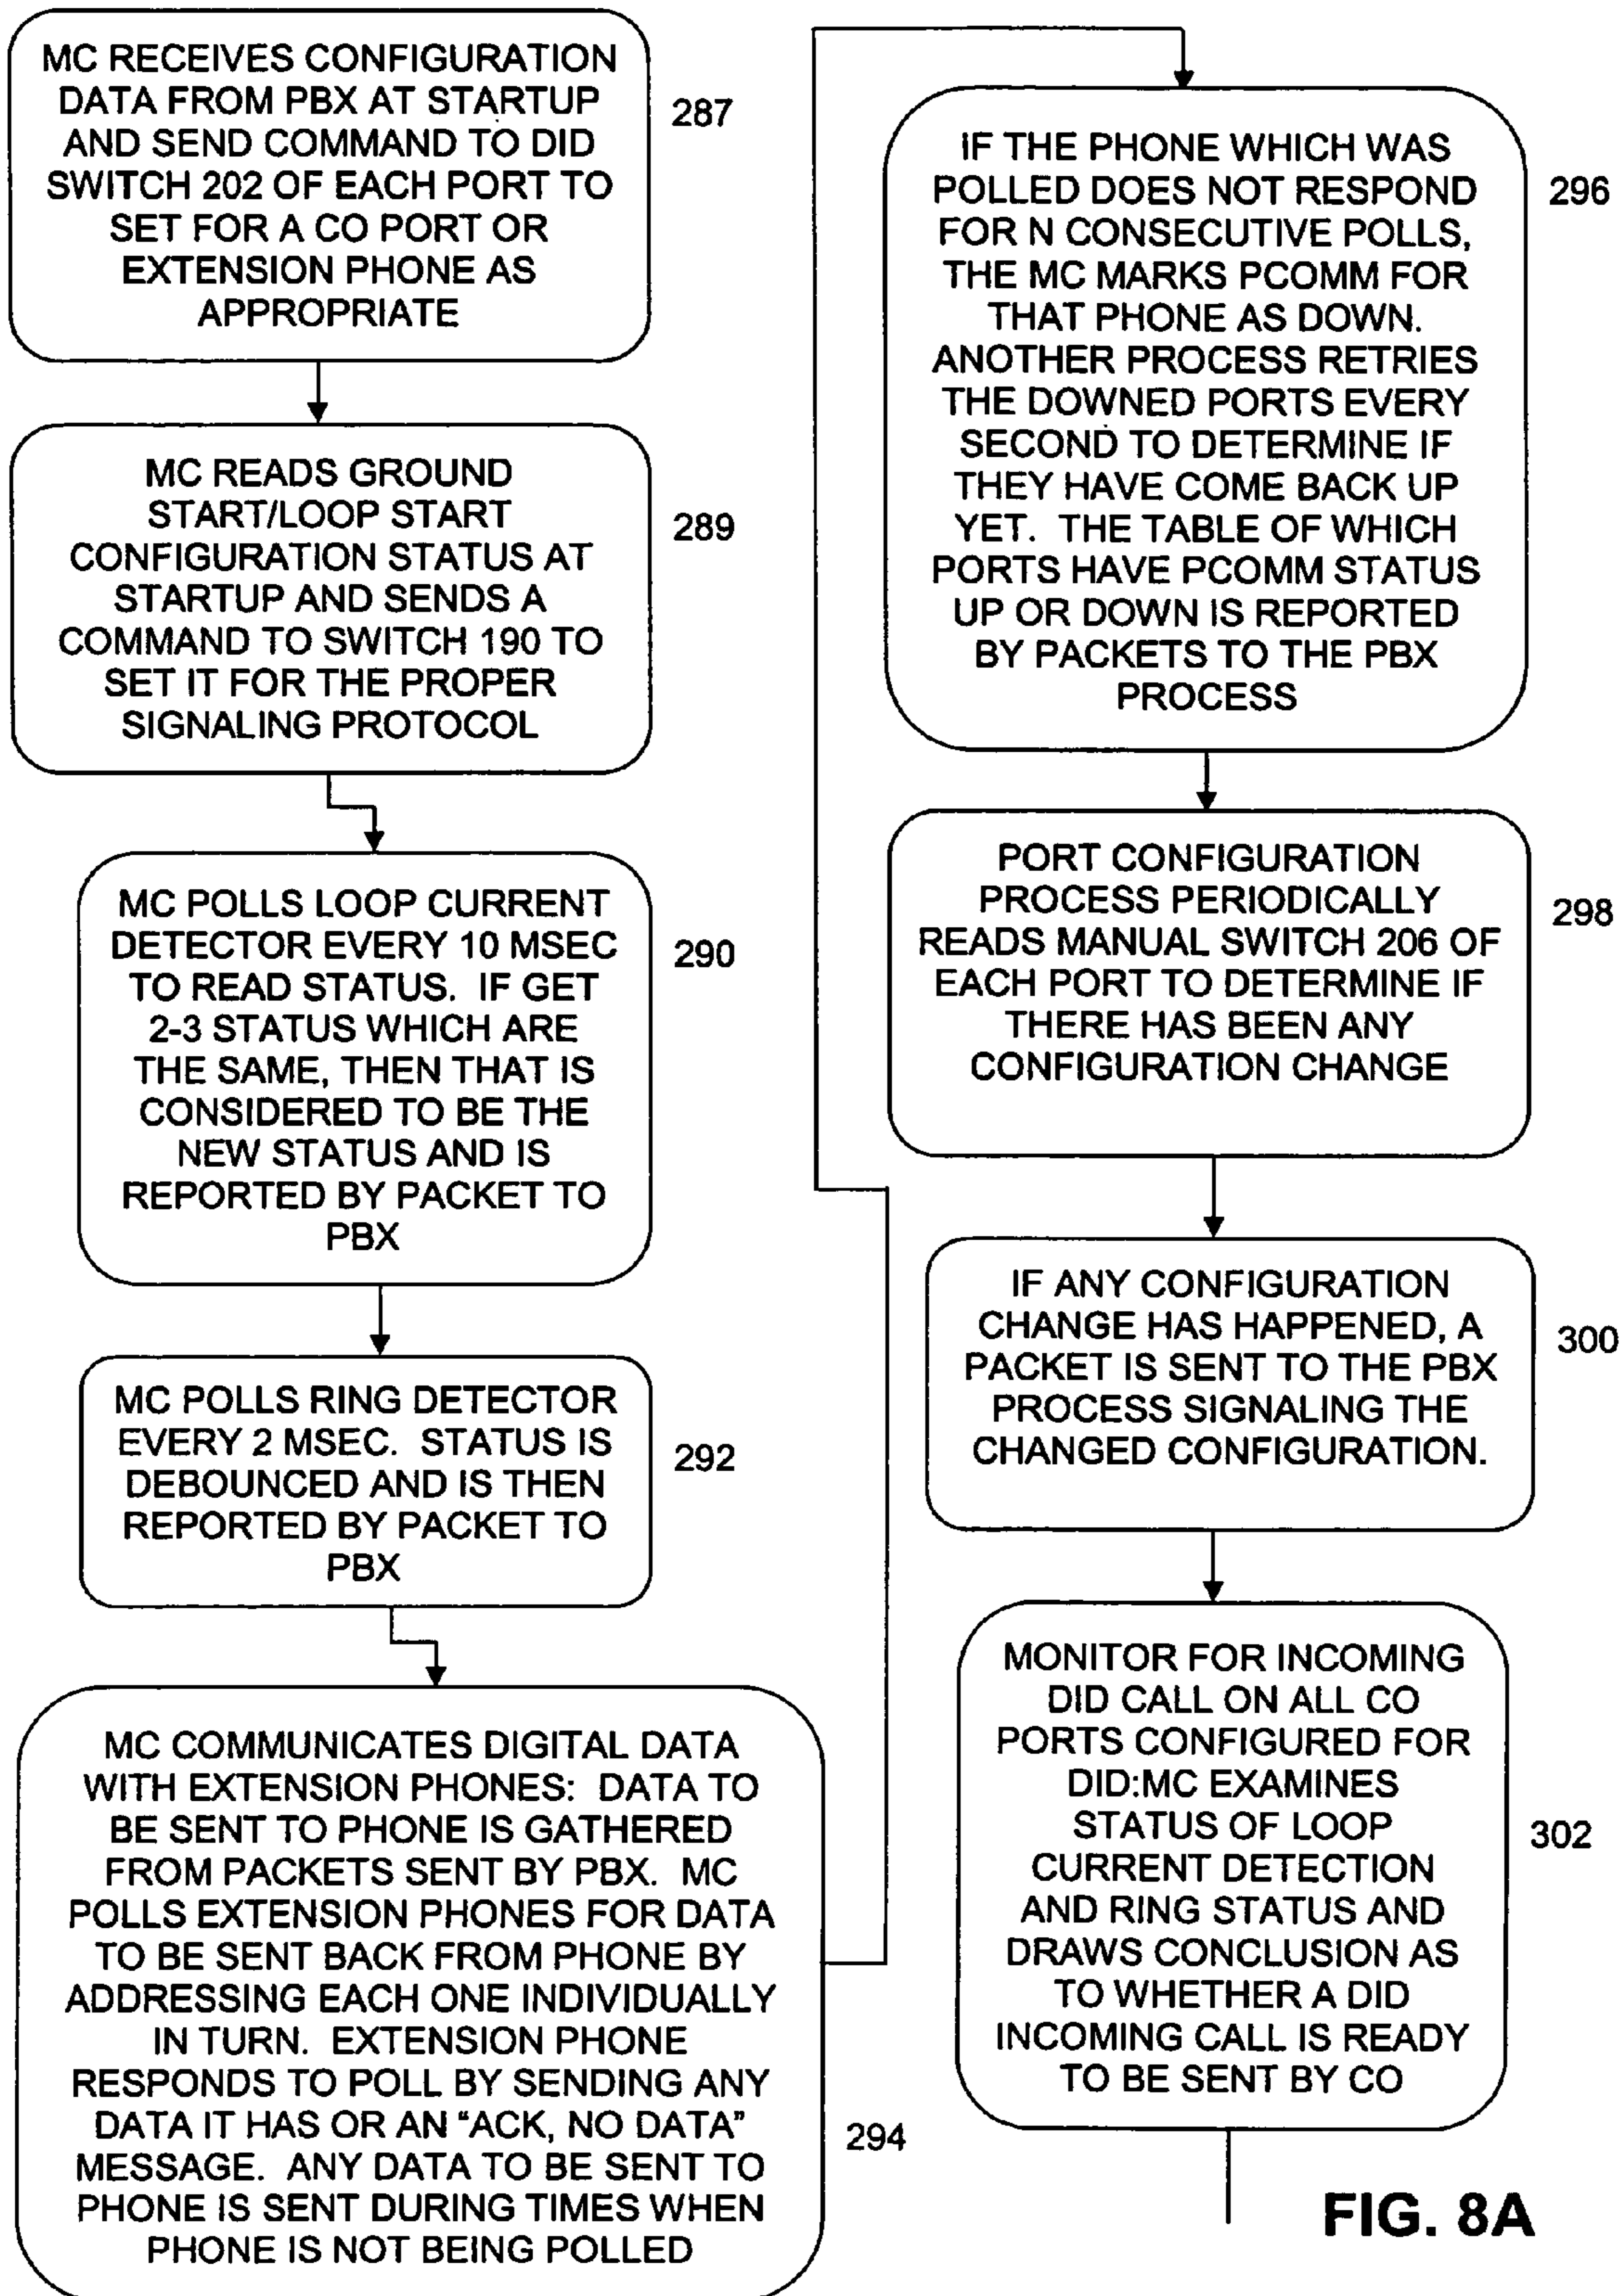 MC RECEIVES CONFIGURATION
DATA FROM PBX AT STARTUP
AND SEND COMMAND TO DID
SWITCH 202 OF EACH PORT TO
SET FOR A CO PORT OR
EXTENSION PHONE AS
APPROPRIATE
287
MC READS GROUND
START/LOOP START
CONFIGURATION STATUS AT
STARTUP AND SENDS A
COMMAND TO SWITCH 190 TO
SET IT FOR THE PROPER
SIGNALING PROTOCOL
289
MC POLLS LOOP CURRENT
DETECTOR EVERY 10 MSEC
TO READ STATUS. IF GET
2-3 STATUS WHICH ARE
THE SAME, THEN THAT IS
CONSIDERED TO BE THE
NEW STATUS AND IS
REPORTED BY PACKET TO
PBX
290
MC POLLS RING DETECTOR
EVERY 2 MSEC. STATUS IS
DEBOUNCED AND IS THEN
REPORTED BY PACKET TO
PBX
292
MC COMMUNICATES DIGITAL DATA
WITH EXTENSION PHONES: DATA TO
BE SENT TO PHONE IS GATHERED
FROM PACKETS SENT BY PBX. MC
POLLS EXTENSION PHONES FOR DATA
TO BE SENT BACK FROM PHONE BY
ADDRESSING EACH ONE INDIVIDUALLY
IN TURN. EXTENSION PHONE
RESPONDS TO POLL BY SENDING ANY
DATA IT HAS OR AN "ACK, NO DATA"
MESSAGE. ANY DATA TO BE SENT TO
PHONE IS SENT DURING TIMES WHEN
PHONE IS NOT BEING POLLED
294
IF THE PHONE WHICH WAS
POLLED DOES NOT RESPOND
FOR N CONSECUTIVE POLLS,
THE MC MARKS PCOMM FOR
THAT PHONE AS DOWN.
ANOTHER PROCESS RETRIES
THE DOWNED PORTS EVERY
SECOND TO DETERMINE IF
THEY HAVE COME BACK UP
YET. THE TABLE OF WHICH
PORTS HAVE PCOMM STATUS
UP OR DOWN IS REPORTED
BY PACKETS TO THE PBX
PROCESS
296
PORT CONFIGURATION
PROCESS PERIODICALLY
READS MANUAL SWITCH 206 OF
EACH PORT TO DETERMINE IF
THERE HAS BEEN ANY
CONFIGURATION CHANGE
298
IF ANY CONFIGURATION
CHANGE HAS HAPPENED, A
PACKET IS SENT TO THE PBX
PROCESS SIGNALING THE
CHANGED CONFIGURATION.
300
MONITOR FOR INCOMING
DID CALL ON ALL CO
PORTS CONFIGURED FOR
DID:MC EXAMINES
STATUS OF LOOP
CURRENT DETECTION
AND RING STATUS AND
DRAWS CONCLUSION AS
TO WHETHER A DID
INCOMING CALL IS READY
TO BE SENT BY CO
302
FIG. 8A